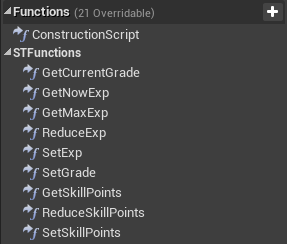 Functions (21 Overridable)
ConstructionScript
STFunctions
GetCurrentGrade
GetNowExp
GetMaxExp
ReduceExp
SetExp
SetGrade
GetSkillPoints
ReduceSkillPoints
SetSkillPoints